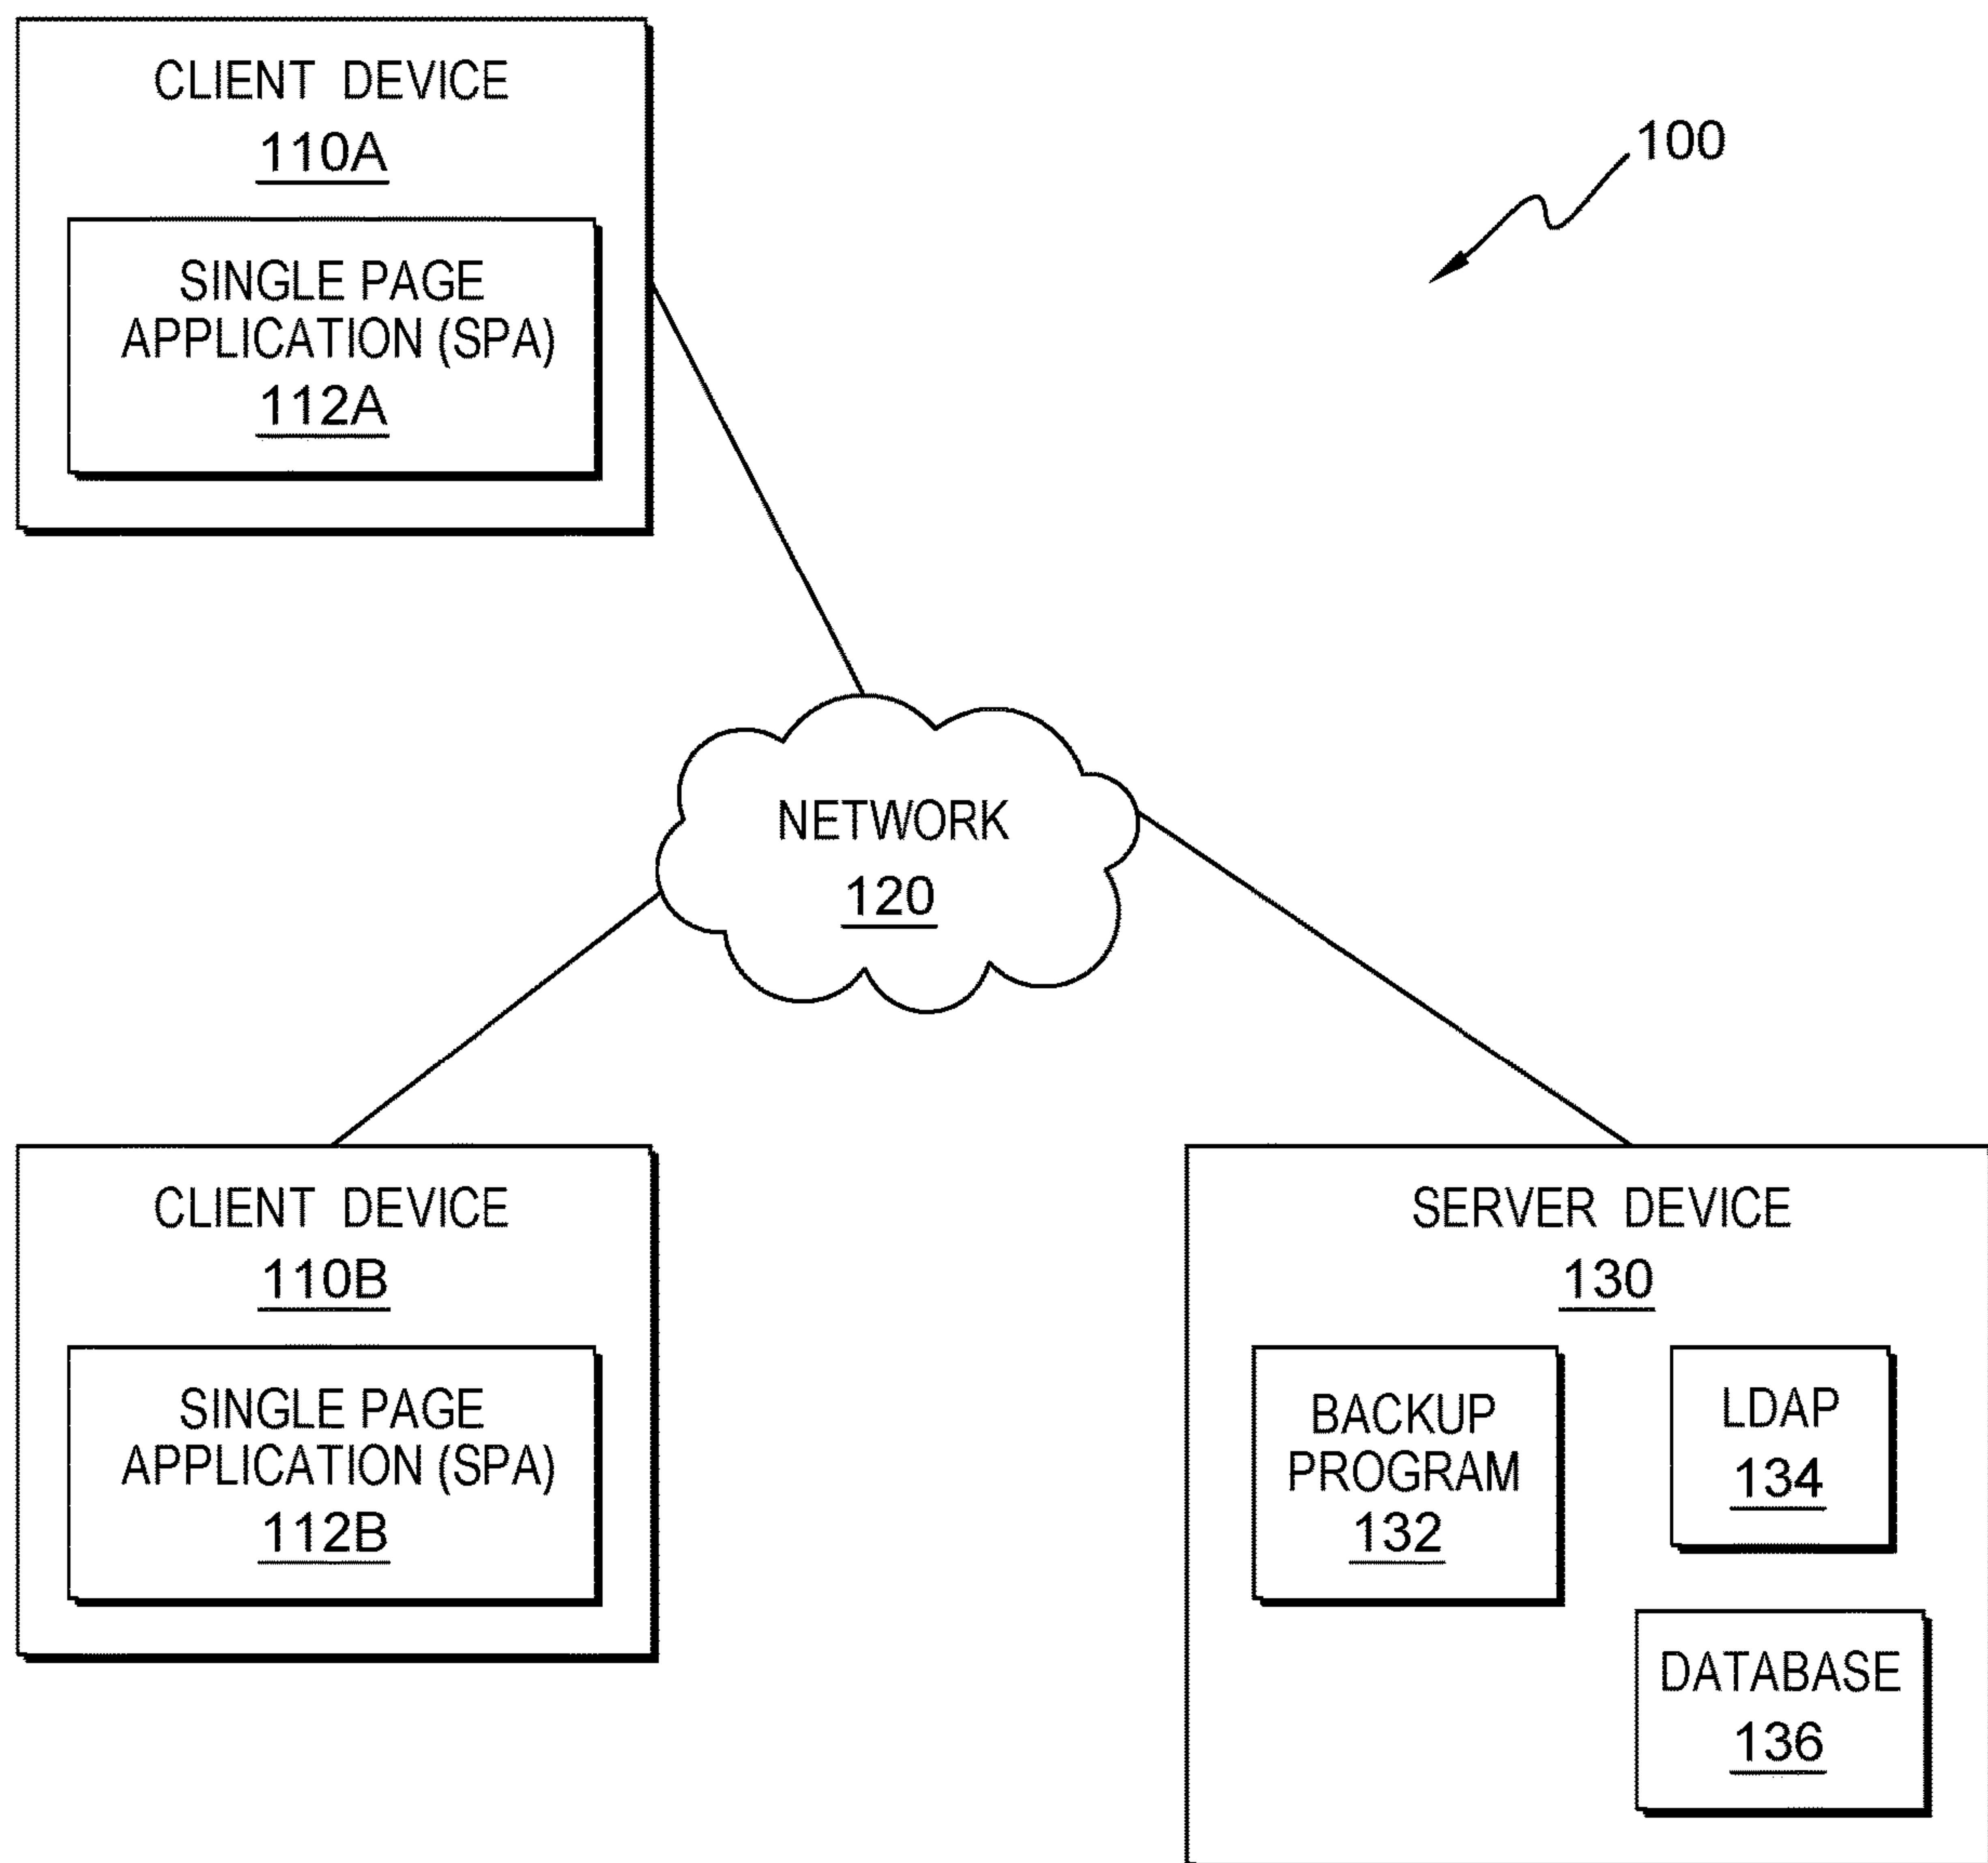 CLIENT DEVICE
110A
SINGLE PAGE
APPLICATION (SPA)
112A
100
NETWORK
120
CLIENT DEVICE
110B
SINGLE PAGE
APPLICATION (SPA)
112B
SERVER DEVICE
130
BACKUP
PROGRAM
132
LDAP
134
DATABASE
136